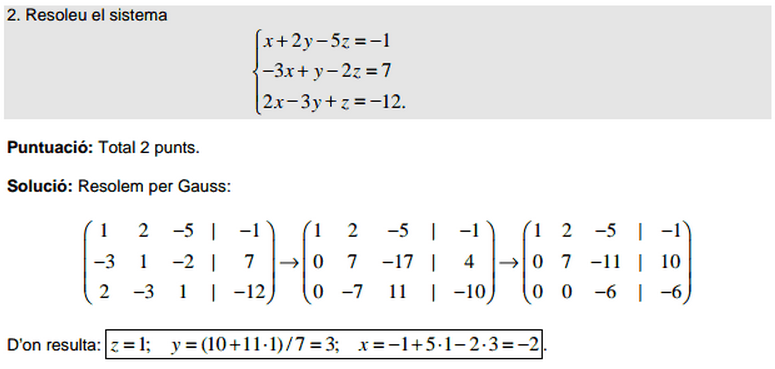 2. Resoleu el sistema
x+2y−5z=−1
−3x+y−2z=7
2x−3y+z=−12.
Puntuació: Total 2 punts.
Solució: Resolem per Gauss:
( 1 2 −5 | −1 ) ( 1 2 −5 | −1 ) ( 1 2 −5 | −1 )
( −3 1 −2 | 7 ) → ( 0 7 −17 | 4 ) → ( 0 7 −11 | 10 )
( 2 −3 1 | −12 ) ( 0 −7 11 | −10 ) ( 0 0 −6 | −6 )
D'on resulta: z=1; y=(10+11·1)/7=3; x=−1+5·1−2·3=−2.